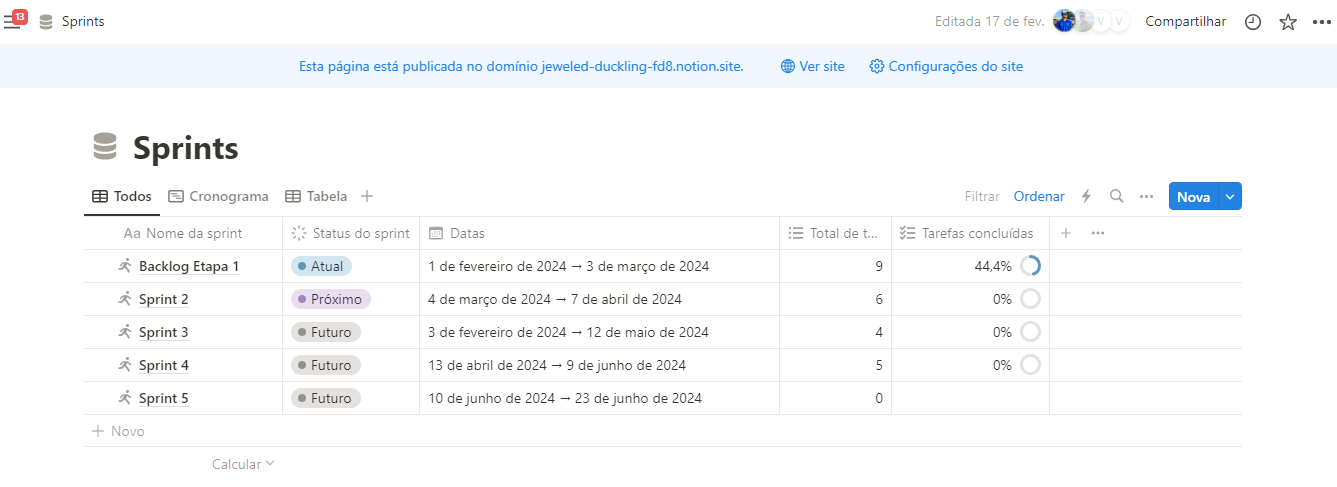 13
Sprints
Editada 17 de fev.
V
V
Compartilhar
Esta página está publicada no domínio jeweled-duckling-fd8.notion.site. Ver site Configurações do site
Sprints
Todos Cronograma Tabela
Filtrar Ordenar Nova
Aa Nome da sprint Status do sprint Datas Total de t... Tarefas concluídas
Backlog Etapa 1 Atual 1 de fevereiro de 2024 → 3 de março de 2024 9 44,4%
Sprint 2 Próximo 4 de março de 2024 → 7 de abril de 2024 6 0%
Sprint 3 Futuro 3 de fevereiro de 2024 → 12 de maio de 2024 4 0%
Sprint 4 Futuro 13 de abril de 2024 → 9 de junho de 2024 5 0%
Sprint 5 Futuro 10 de junho de 2024 → 23 de junho de 2024 0
+ Novo
Calcular